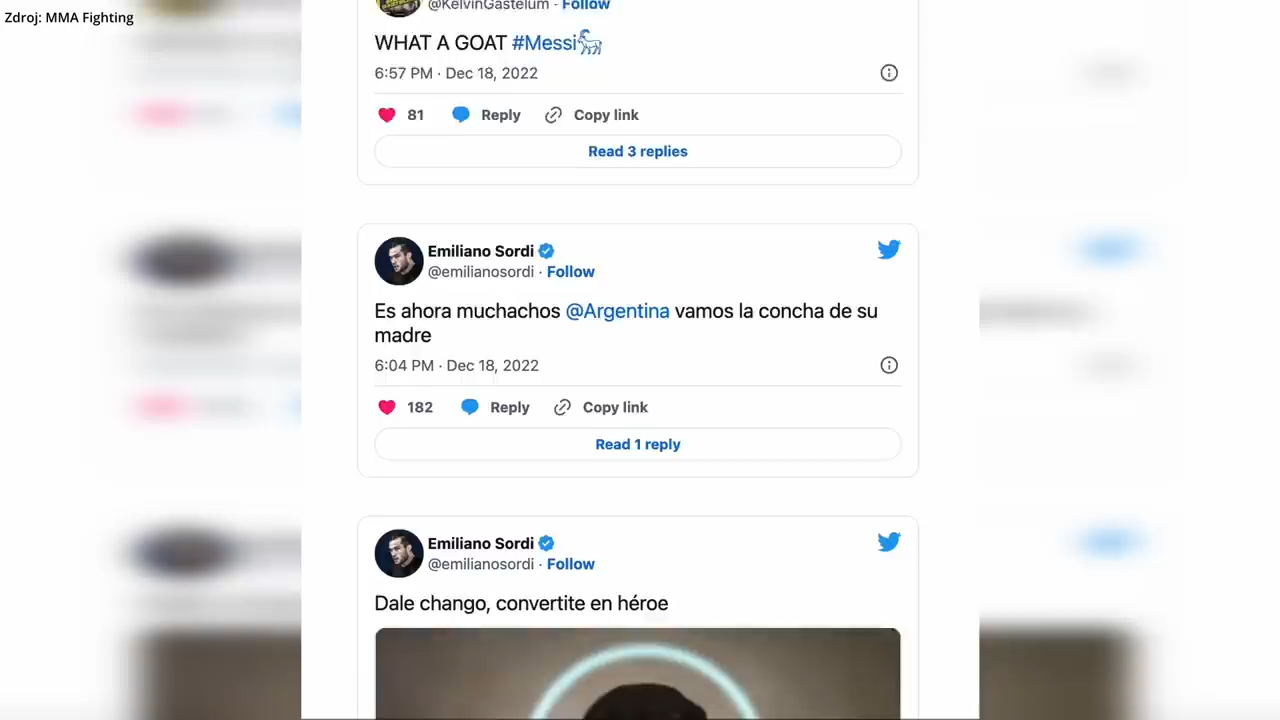 Zdroj: MMA Fighting
@KelvinGastelum · Follow
WHAT A GOAT #Messi
6:57 PM · Dec 18, 2022
81 Reply Copy link
Read 3 replies
Emiliano Sordi
@emilianosordi · Follow
Es ahora muchachos @Argentina vamos la concha de su
madre
6:04 PM · Dec 18, 2022
182 Reply Copy link
Read 1 reply
Emiliano Sordi
@emilianosordi · Follow
Dale chango, convertite en héroe